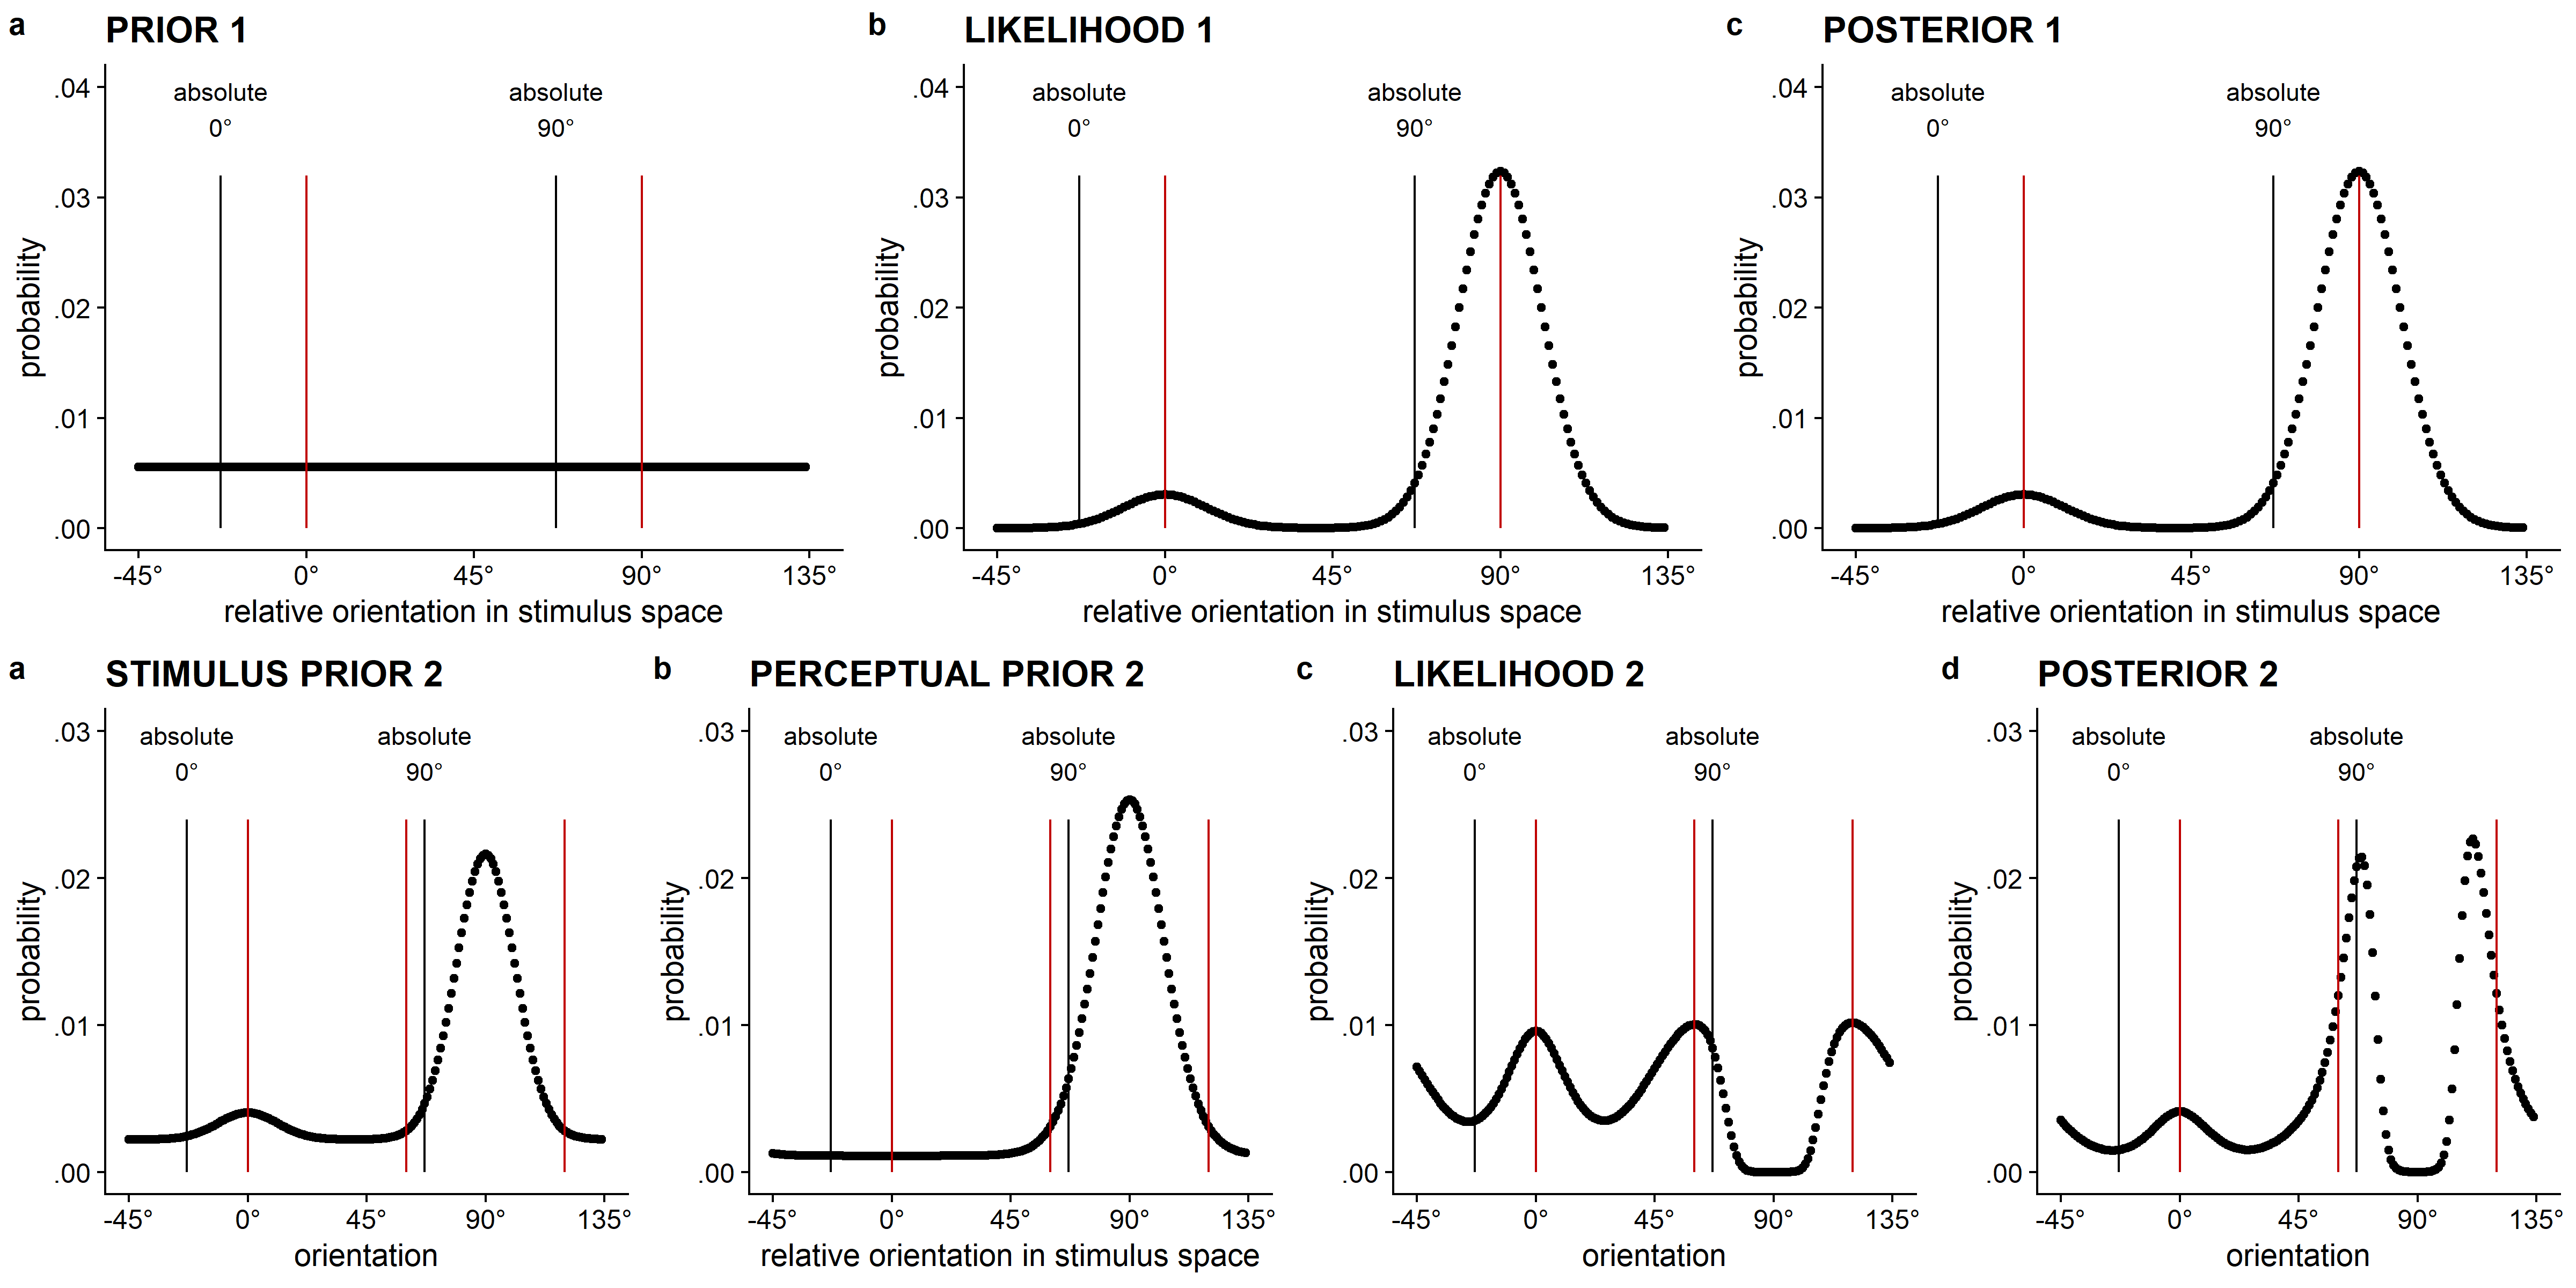 a PRIOR 1
.04
.03
.02
.01
.00
absolute
0°
absolute
90°
probability
-45° 0° 45° 90° 135°
relative orientation in stimulus space
b LIKELIHOOD 1
.04
.03
.02
.01
.00
absolute
0°
absolute
90°
probability
-45° 0° 45° 90° 135°
relative orientation in stimulus space
c POSTERIOR 1
.04
.03
.02
.01
.00
absolute
0°
absolute
90°
probability
-45° 0° 45° 90° 135°
relative orientation in stimulus space
a STIMULUS PRIOR 2
.03
.02
.01
.00
absolute
0°
absolute
90°
probability
-45° 0° 45° 90° 135°
orientation
b PERCEPTUAL PRIOR 2
.03
.02
.01
.00
absolute
0°
absolute
90°
probability
-45° 0° 45° 90° 135°
relative orientation in stimulus space
c LIKELIHOOD 2
.03
.02
.01
.00
absolute
0°
absolute
90°
probability
-45° 0° 45° 90° 135°
orientation
d POSTERIOR 2
.03
.02
.01
.00
absolute
0°
absolute
90°
probability
-45° 0° 45° 90° 135°
orientation